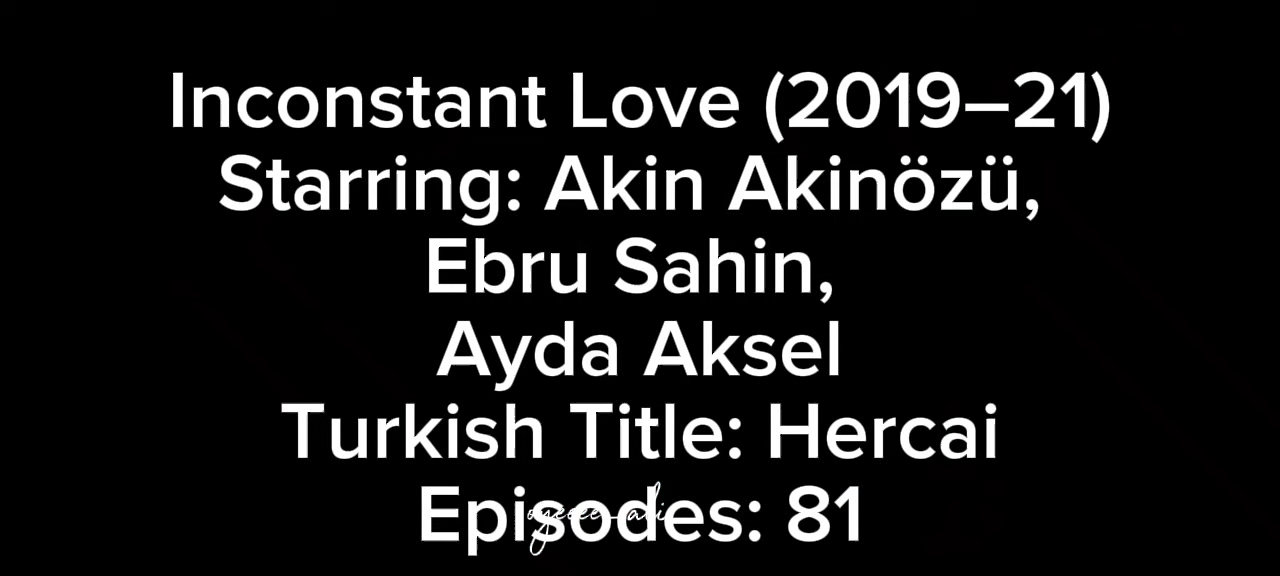 Inconstant Love (2019–21)
Starring: Akin Akinözü,
Ebru Sahin,
Ayda Aksel
Turkish Title: Hercai
Episodes: 81